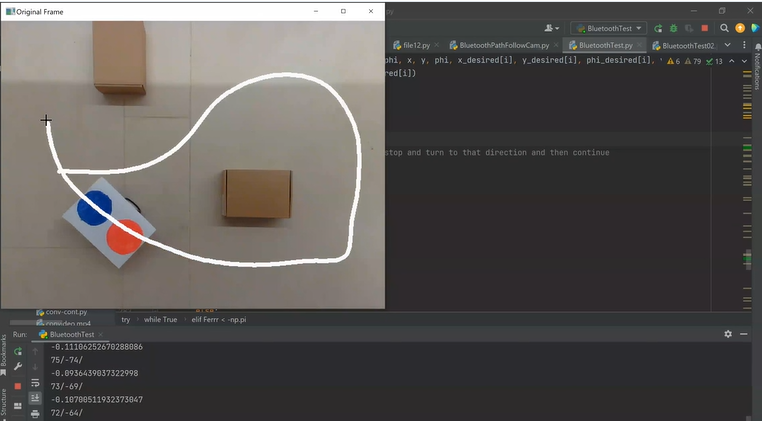 Original Frame
BluetoothTest
file12.py
BluetoothPathFollowCam.py
BluetoothTest.py
BluetoothTest02.
phi, x, y, phi, x_desired[i], y_desired[i], phi_desired[i],
6 79 13
red[i])
stop and turn to that direction and then continue
Notifications
conv-cont.py
try while True elif Ferrr < -np.pi
Run: BluetoothTest
-0.11106252670288086
75/-74/
-0.0936439037322998
73/-69/
-0.10700511932373047
72/-64/
Bookmarks
Structure